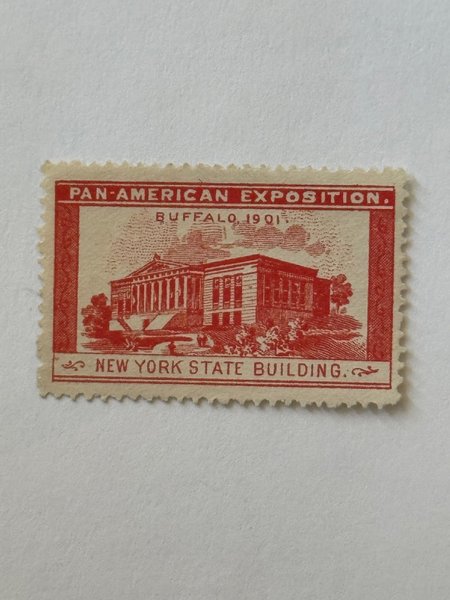 PAN-AMERICAN EXPOSITION.
BUFFALO, 1901.
NEW YORK STATE BUILDING.